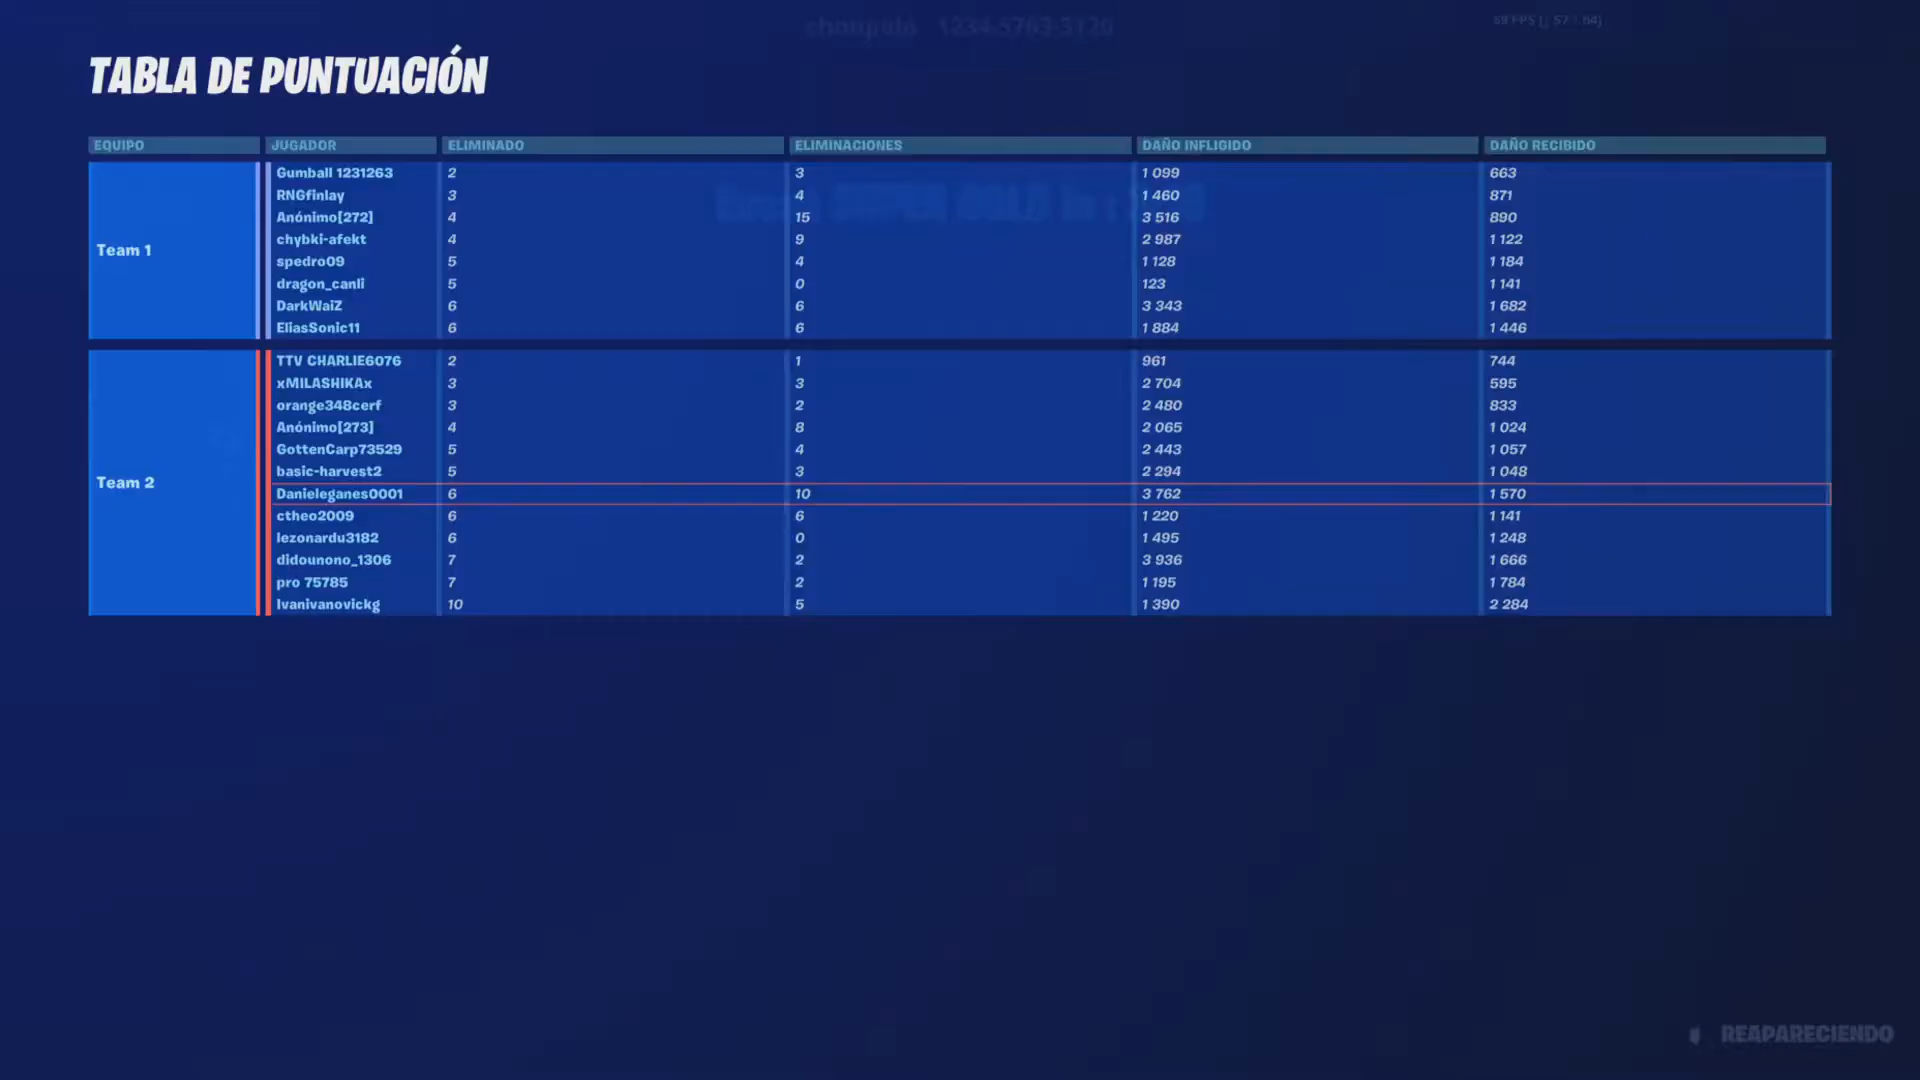 choupala 1234-5763-5120
TABLA DE PUNTUACIÓN
EQUIPO JUGADOR ELIMINADO ELIMINACIONES DAÑO INFLIGIDO DAÑO RECIBIDO
Team 1
Gumball 1231263 2 3 1 099 663
RNGfinlay 3 4 1 460 871
Anónimo[272] 4 15 3 516 890
chybki-afekt 4 9 2 987 1 122
spedro09 5 4 1 128 1 184
dragon_canli 5 0 123 1 141
DarkWaiZ 6 6 3 343 1 682
EliasSonic11 6 6 1 884 1 446
Team 2
TTV CHARLIE6076 2 1 961 744
xMILASHIKAx 3 3 2 704 595
orange348cerf 3 2 2 480 833
Anónimo[273] 4 8 2 065 1 024
GottenCarp73529 5 4 2 443 1 057
basic-harvest2 5 3 2 294 1 048
Danieleganes0001 6 10 3 762 1 570
ctheo2009 6 6 1 220 1 141
lezonardu3182 6 0 1 495 1 248
didounono_1306 7 2 3 936 1 666
pro 75785 7 2 1 195 1 784
Ivanivanovickg 10 5 1 390 2 284
REAPARECIENDO